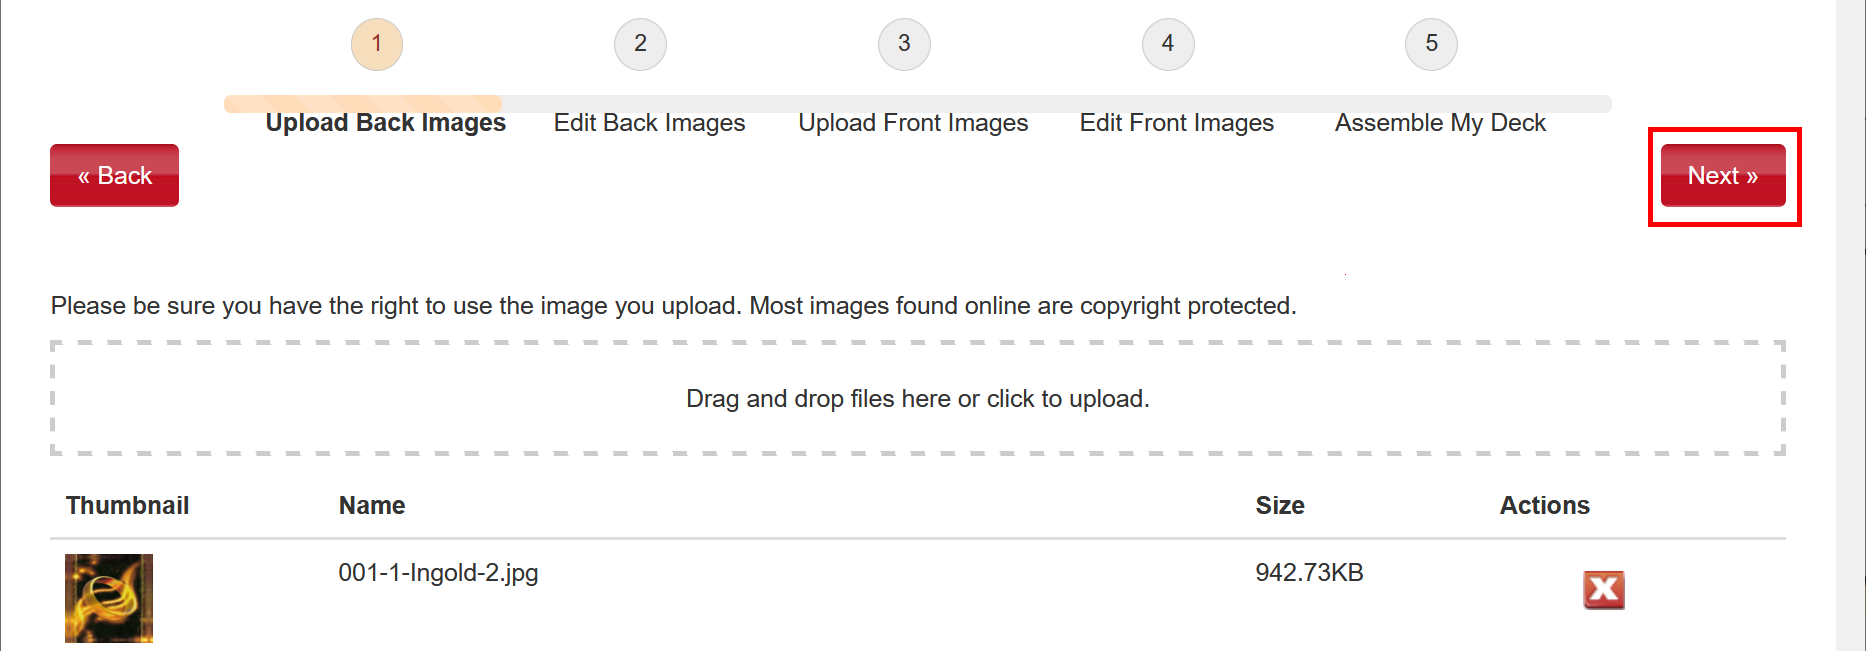 1 2 3 4 5
Upload Back Images Edit Back Images Upload Front Images Edit Front Images Assemble My Deck
« Back Next »
Please be sure you have the right to use the image you upload. Most images found online are copyright protected.
Drag and drop files here or click to upload.
Thumbnail Name Size Actions
001-1-Ingold-2.jpg 942.73KB